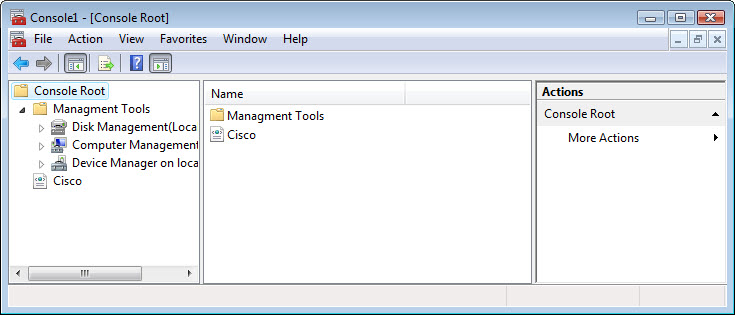 Console1 - [Console Root]
File Action View Favorites Window Help
Console Root
Managment Tools
Disk Management(Loca
Computer Management
Device Manager on loca
Cisco
Name
Managment Tools
Cisco
Actions
Console Root
More Actions